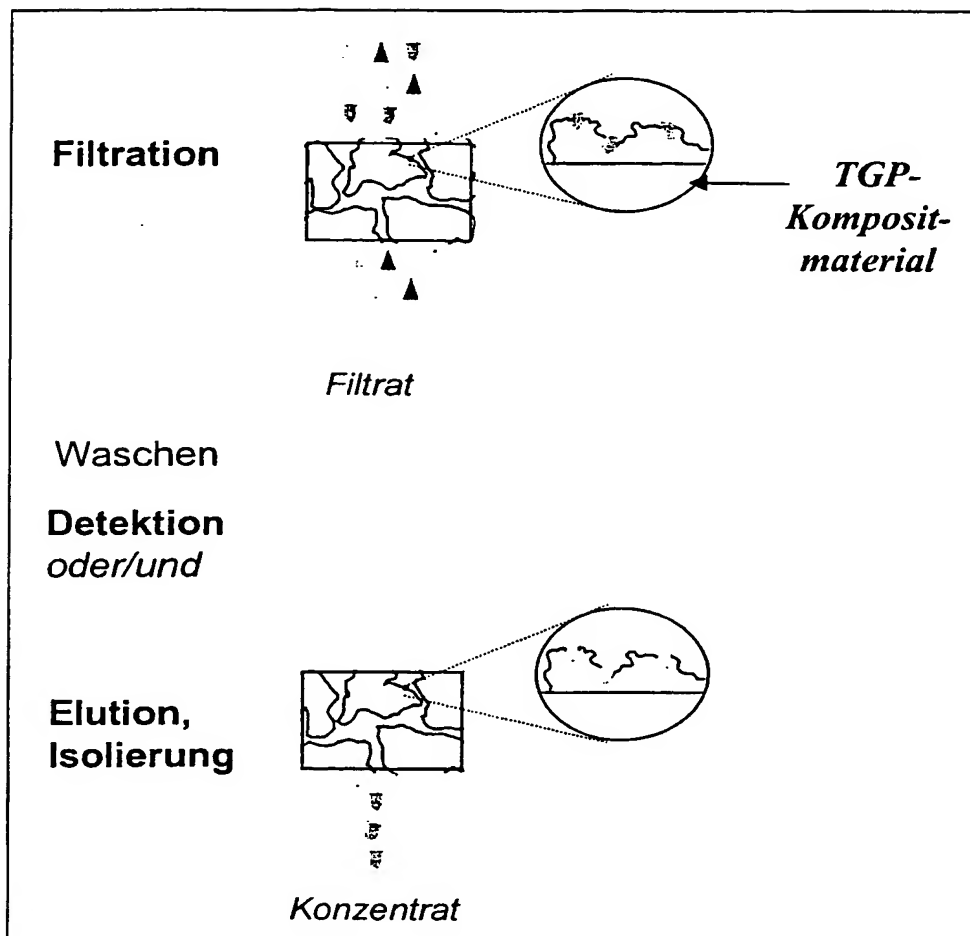 Filtration
TGP-
Komposit-
material
Filtrat
Waschen
Detektion
oder/und
Elution,
Isolierung
Konzentrat